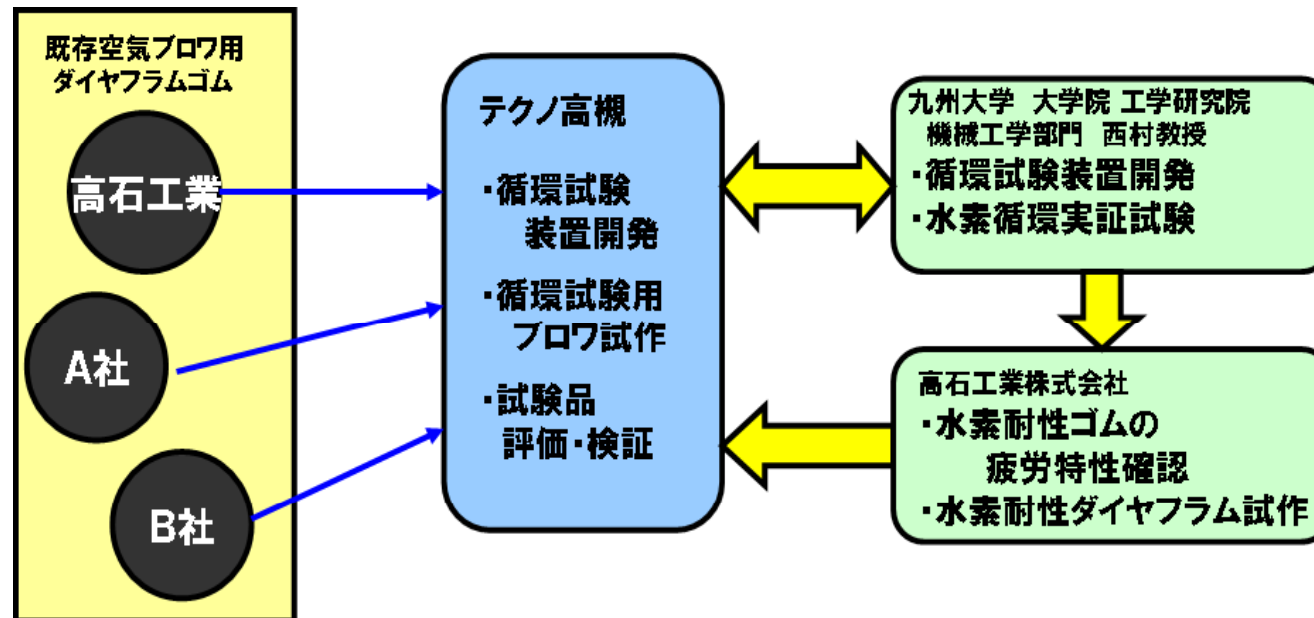 既存空気ブロワ用
ダイヤフラムゴム
高石工業
A社
B社
テクノ高槻
・循環試験
装置開発
・循環試験用
ブロワ試作
・試験品
評価・検証
九州大学 大学院 工学研究院
機械工学部門 西村教授
・循環試験装置開発
・水素循環実証試験
高石工業株式会社
・水素耐性ゴムの
疲労特性確認
・水素耐性ダイヤフラム試作